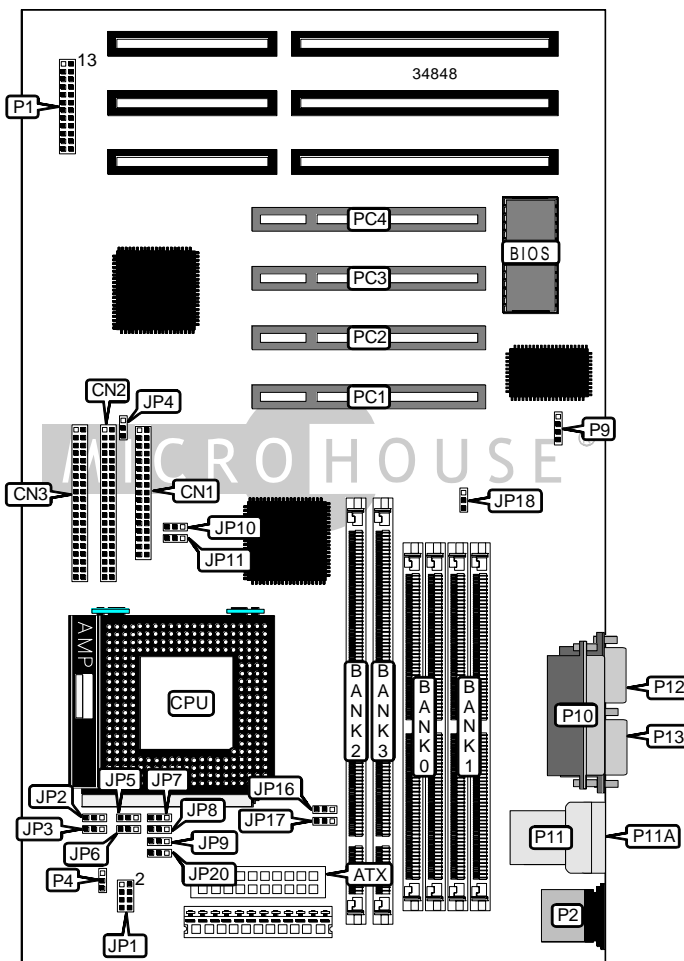 13
34848
P1
PC4
BIOS
PC3
PC2
CN2
JP4
PC1
P9
MICROHOUSE®
CN3
CN1
JP18
JP10
JP11
AMP
CPU
BANK2
BANK3
BANK0
BANK1
P12
P10
P13
JP5
JP7
JP2
JP16
JP8
JP3
JP17
JP6
JP9
P11
P11A
P4
2
JP20
ATX
P2
JP1